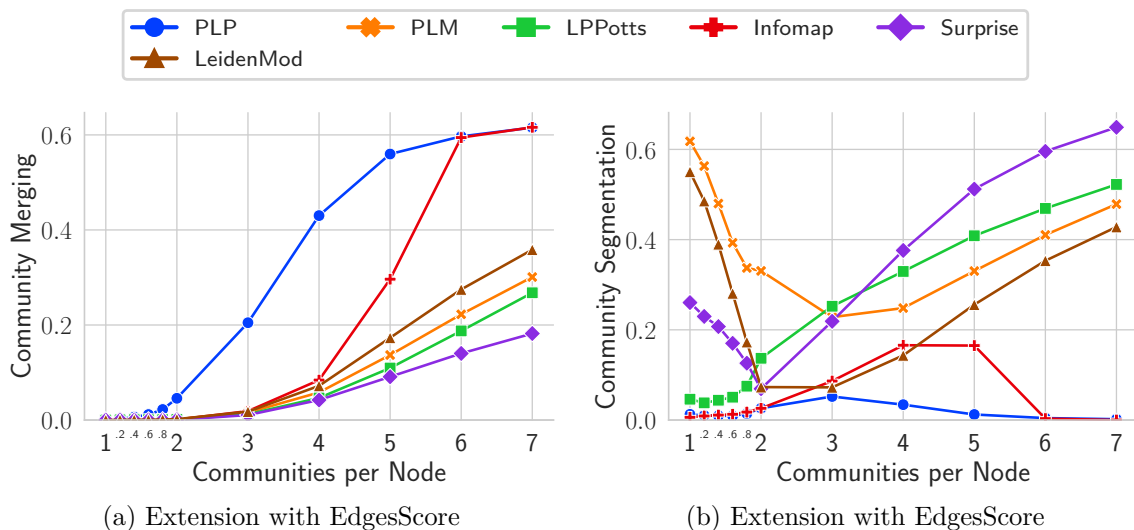 PLP PLM LPPotts Infomap Surprise
LeidenMod
Community Merging
0.6
0.4
0.2
0.0
1 .2 .4 .6 .8 2 3 4 5 6 7
Communities per Node
(a) Extension with EdgesScore
Community Segmentation
0.6
0.4
0.2
0.0
1 .2 .4 .6 .8 2 3 4 5 6 7
Communities per Node
(b) Extension with EdgesScore